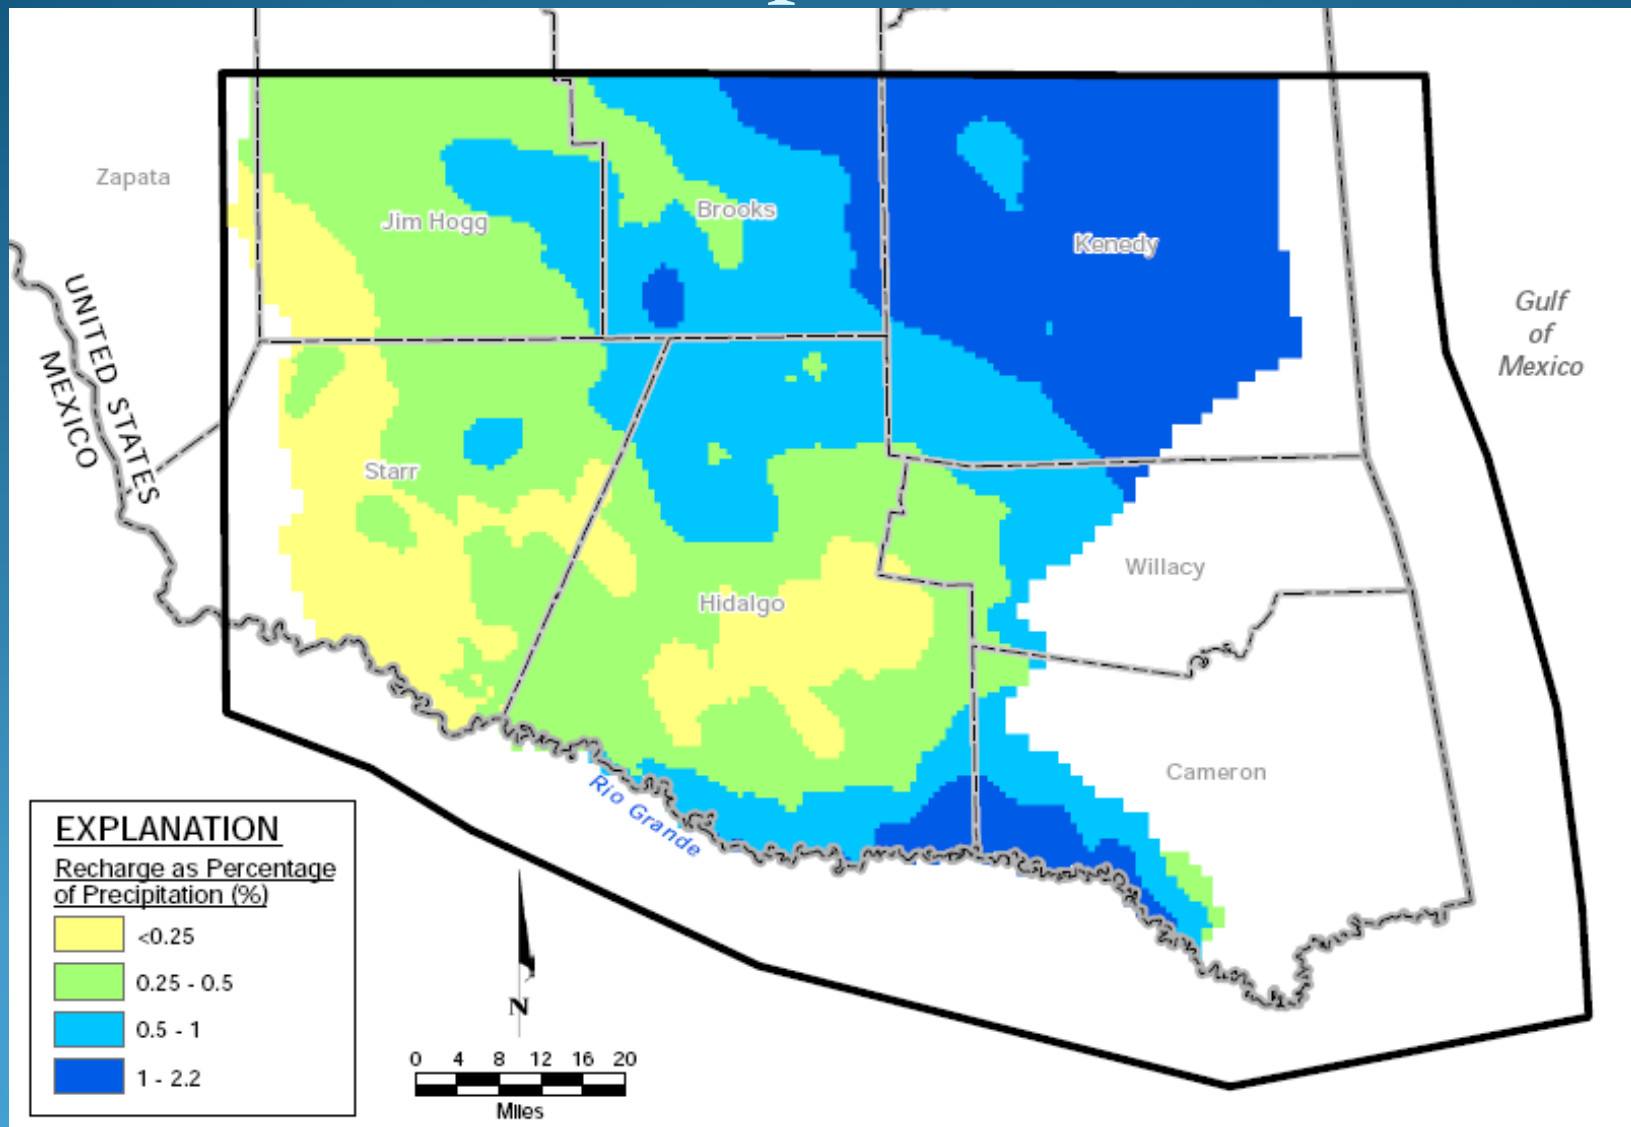 Zapata
Jim Hogg
Brooks
Kenedy
Gulf
of
Mexico
UNITED STATES
MEXICO
Starr
Hidalgo
Willacy
Cameron
Rio Grande
EXPLANATION
Recharge as Percentage
of Precipitation (%)
<0.25
0.25 - 0.5
0.5 - 1
1 - 2.2
N
0 4 8 12 16 20
Miles